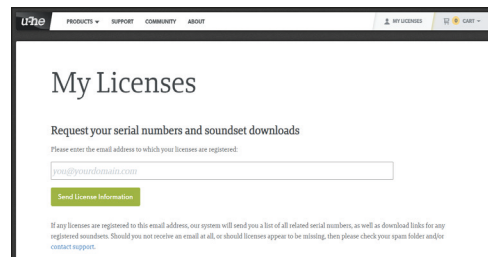 u-he PRODUCTS SUPPORT COMMUNITY ABOUT MY LICENSES 0 CART
My Licenses
Request your serial numbers and soundset downloads
Please enter the email address to which your licenses are registered:
you@yourdomain.com
Send License Information
If any licenses are registered to this email address, our system will send you a list of all related serial numbers, as well as download links for any
registered soundsets. Should you not receive an email at all, or should licenses appear to be missing, then please check your spam folder and/or
contact support.